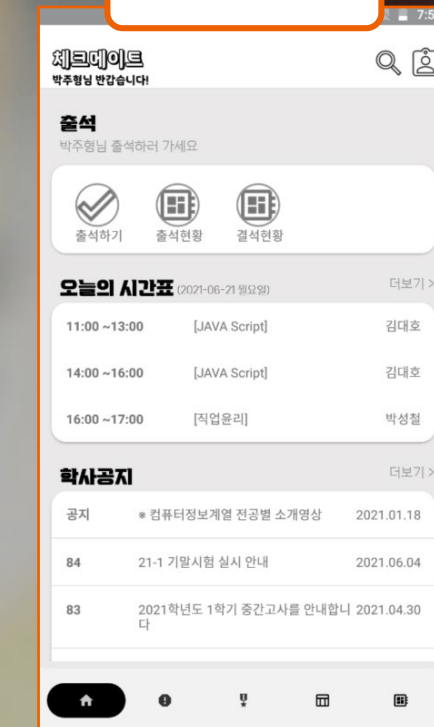 7:5
체크메이트
박주형님 반갑습니다!
출석
박주형님 출석하러 가세요
출석하기 출석현황 결석현황
오늘의 시간표 (2021-06-21 월요일) 더보기 >
11:00 ~13:00 [JAVA Script] 김대호
14:00 ~16:00 [JAVA Script] 김대호
16:00 ~17:00 [직업윤리] 박성철
학사공지 더보기 >
공지 ※ 컴퓨터정보계열 전공별 소개영상 2021.01.18
84 21-1 기말시험 실시 안내 2021.06.04
83 2021학년도 1학기 중간고사를 안내합니 2021.04.30
다